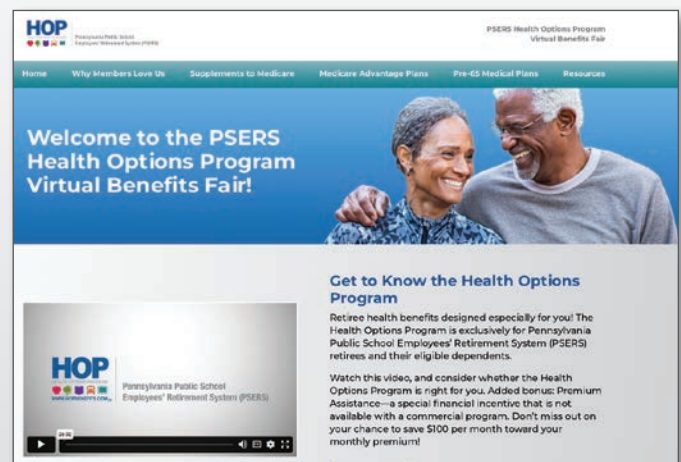 HOP
Pennsylvania Public School
Employees' Retirement System (PSERS)
PSERS Health Options Program
Virtual Benefits Fair
Home Why Members Love Us Supplements to Medicare Medicare Advantage Plans Pre-65 Medical Plans Resources
Welcome to the PSERS
Health Options Program
Virtual Benefits Fair!
HOP
WWW.HOPBENEFITS.COM
Pennsylvania Public School
Employees' Retirement System (PSERS)
Get to Know the Health Options
Program
Retiree health benefits designed especially for you! The
Health Options Program is exclusively for Pennsylvania
Public School Employees' Retirement System (PSERS)
retirees and their eligible dependents.
Watch this video, and consider whether the Health
Options Program is right for you. Added bonus: Premium
Assistance—a special financial incentive that is not
available with a commercial program. Don't miss out on
your chance to save $100 per month toward your
monthly premium!